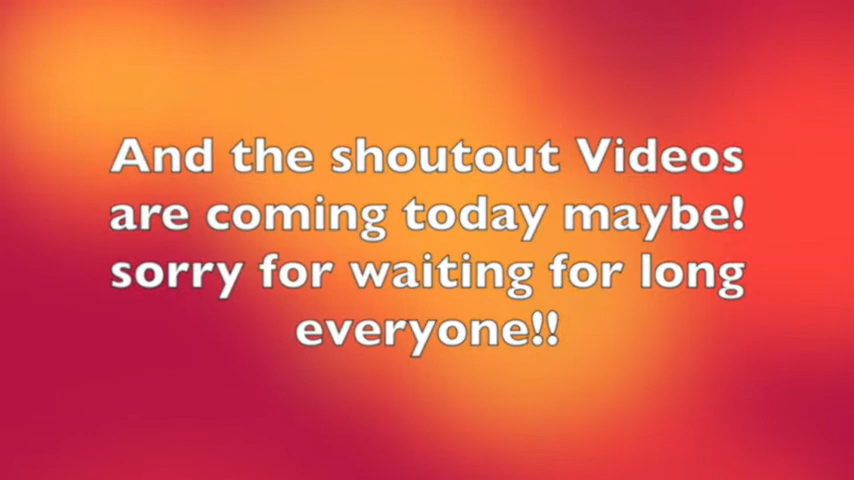 And the shoutout Videos
are coming today maybe!
sorry for waiting for long
everyone!!